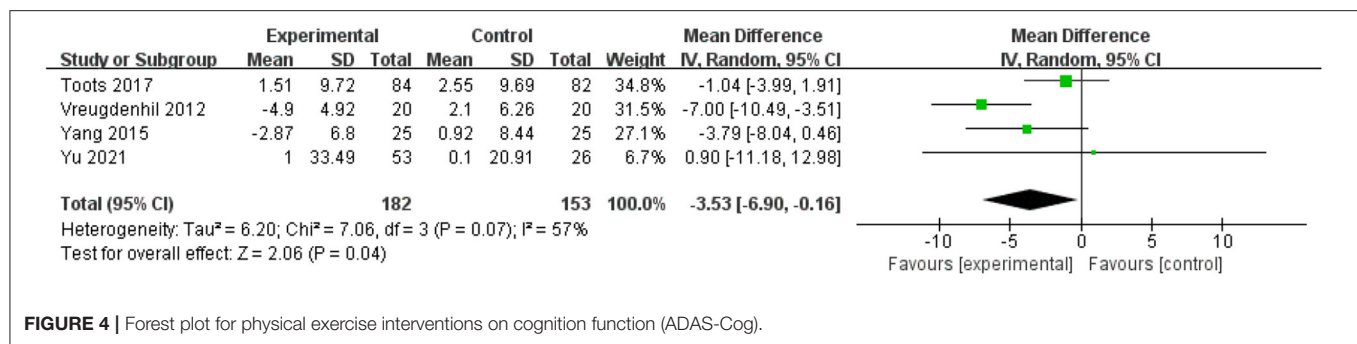 Experimental Control Mean Difference Mean Difference
Study or Subgroup Mean SD Total Mean SD Total Weight IV, Random, 95% CI IV, Random, 95% CI
Toots 2017 1.51 9.72 84 2.55 9.69 82 34.8% -1.04 [-3.99, 1.91]
Vreugdenhil 2012 -4.9 4.92 20 2.1 6.26 20 31.5% -7.00 [-10.49, -3.51]
Yang 2015 -2.87 6.8 25 0.92 8.44 25 27.1% -3.79 [-8.04, 0.46]
Yu 2021 1 33.49 53 0.1 20.91 26 6.7% 0.90 [-11.18, 12.98]
Total (95% CI) 182 153 100.0% -3.53 [-6.90, -0.16]
Heterogeneity: Tau² = 6.20; Chi² = 7.06, df = 3 (P = 0.07); I² = 57%
Test for overall effect: Z = 2.06 (P = 0.04)
-10 -5 0 5 10
Favours [experimental] Favours [control]
FIGURE 4 | Forest plot for physical exercise interventions on cognition function (ADAS-Cog).